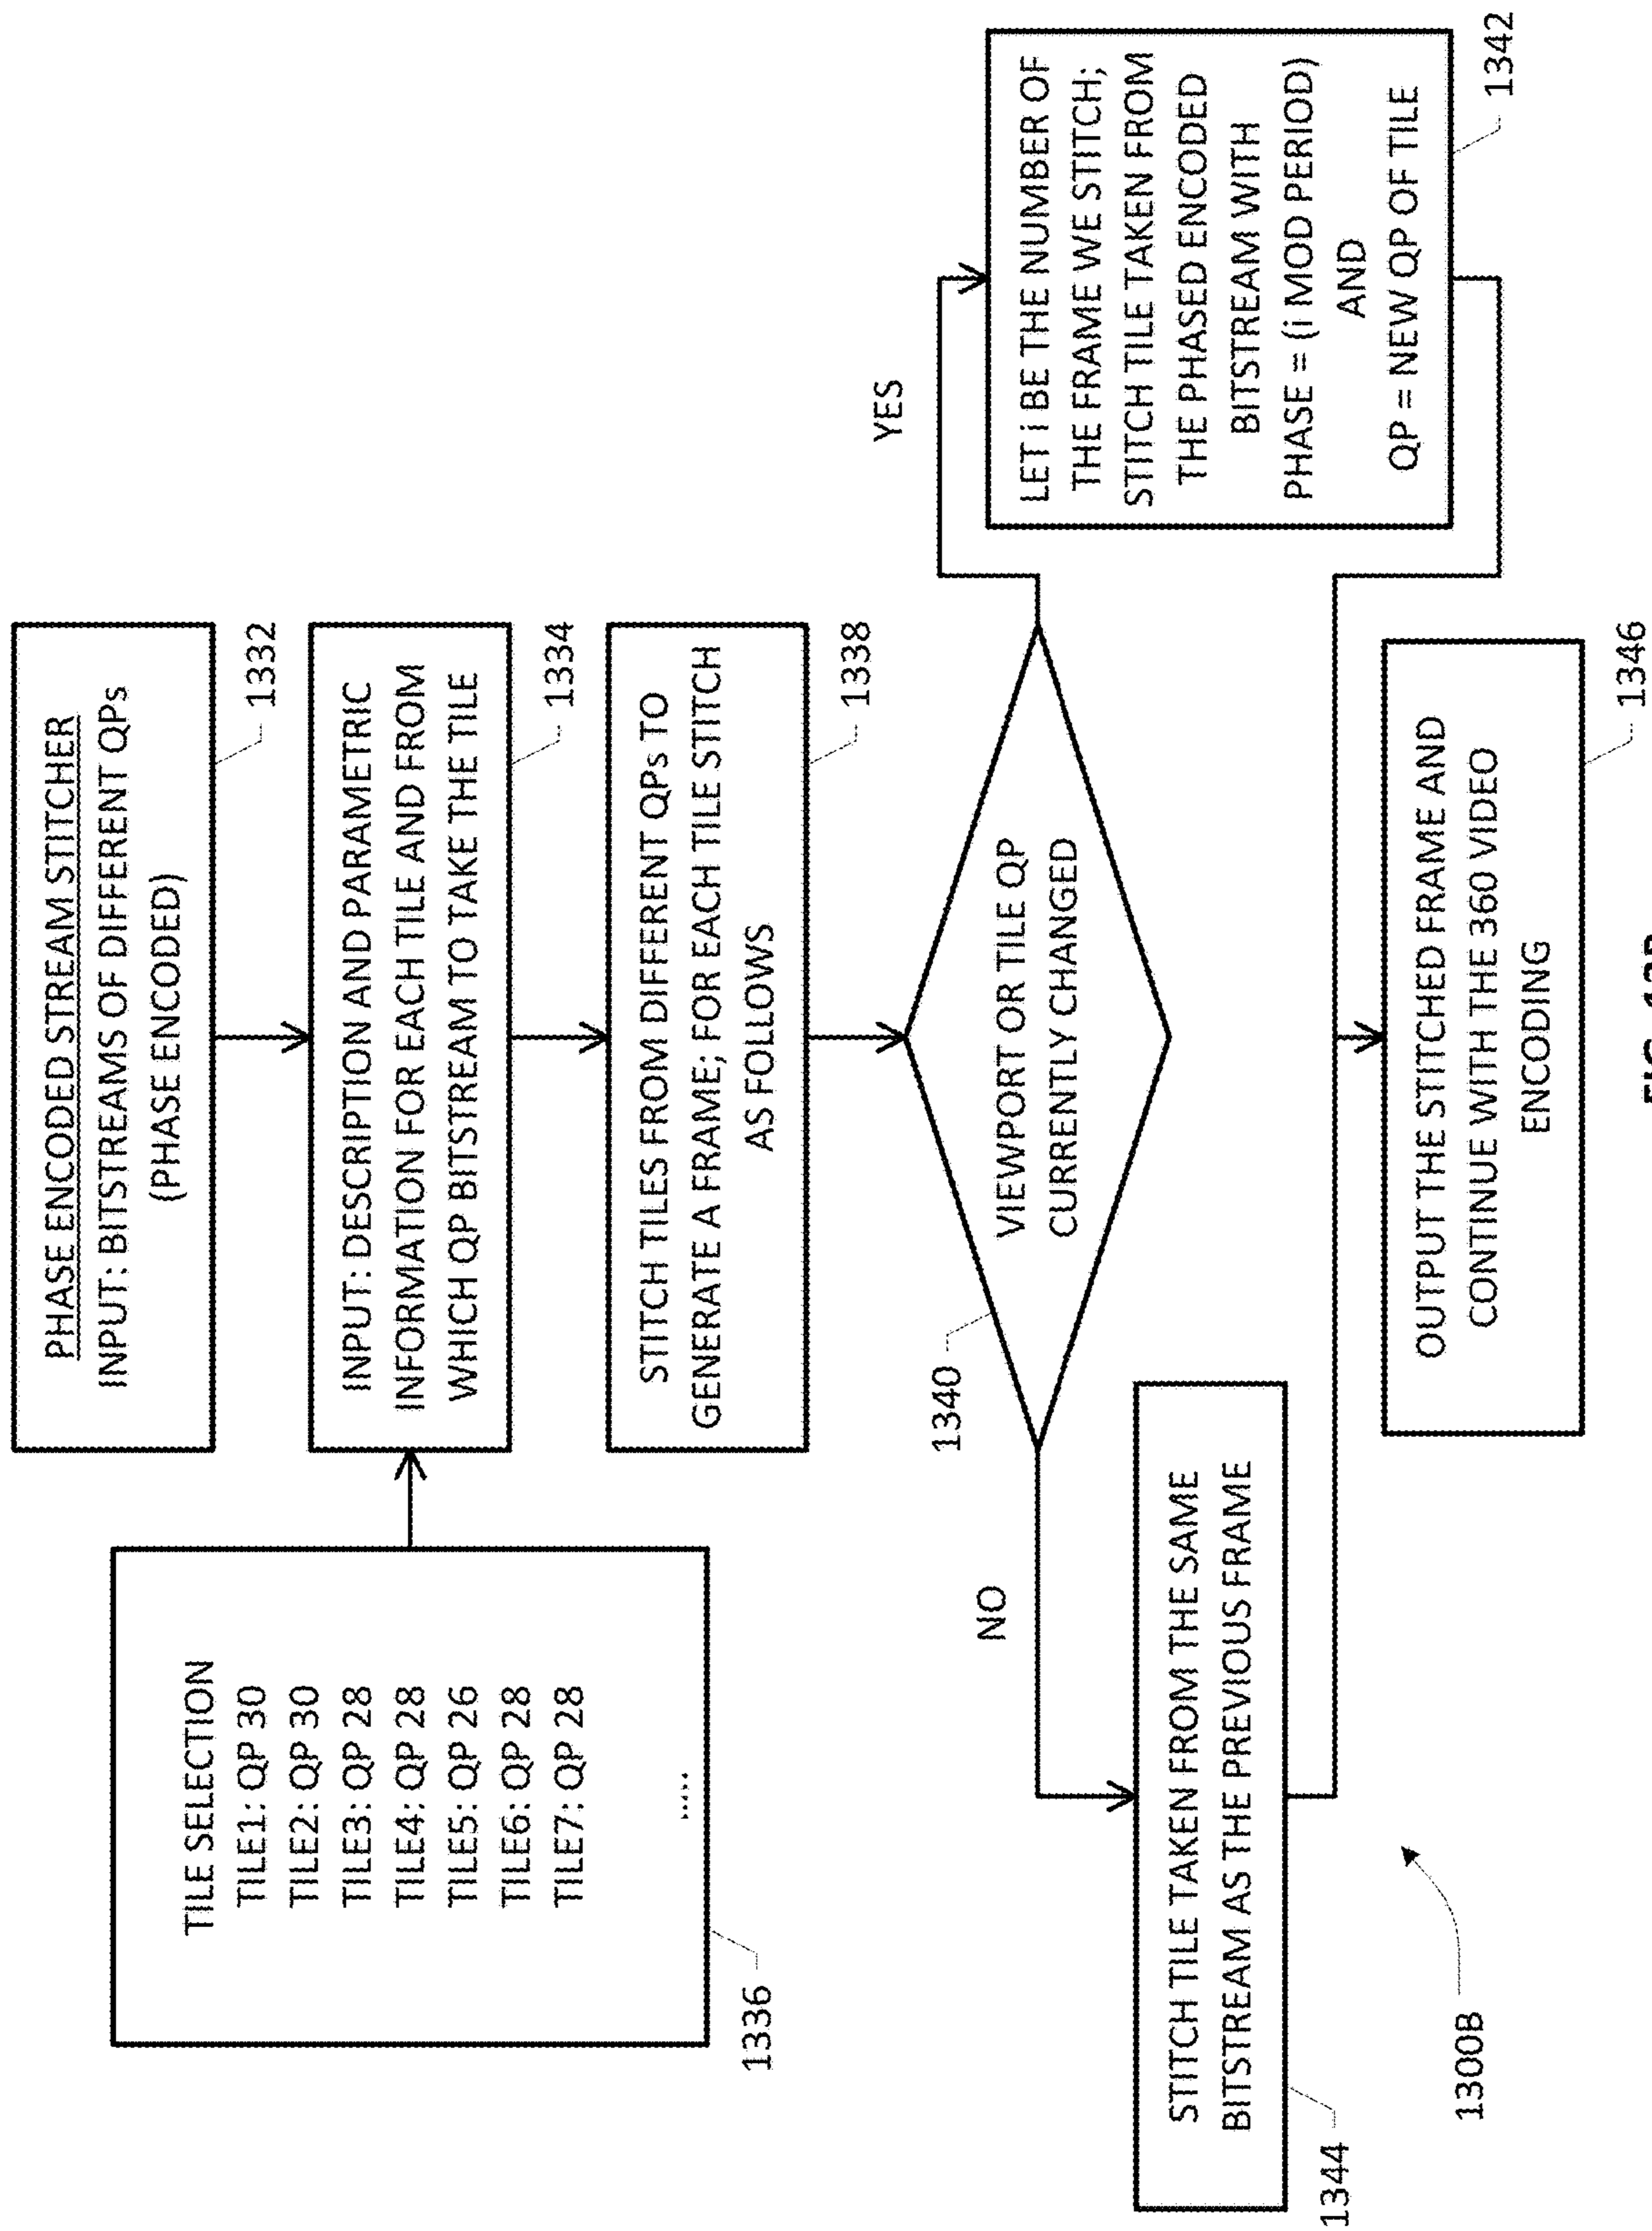 PHASE ENCODED STREAM STITCHER
INPUT: BITSTREAMS OF DIFFERENT QPs
(PHASE ENCODED)
1332
TILE SELECTION
TILE1: QP 30
TILE2: QP 30
TILE3: QP 28
TILE4: QP 28
TILE5: QP 26
TILE6: QP 28
TILE7: QP 28
.....
1336
INPUT: DESCRIPTION AND PARAMETRIC
INFORMATION FOR EACH TILE AND FROM
WHICH QP BITSTREAM TO TAKE THE TILE
1334
STITCH TILES FROM DIFFERENT QPs TO
GENERATE A FRAME; FOR EACH TILE STITCH
AS FOLLOWS
1338
1340
VIEWPORT OR TILE QP
CURRENTLY CHANGED
NO
YES
STITCH TILE TAKEN FROM THE SAME
BITSTREAM AS THE PREVIOUS FRAME
1344
LET i BE THE NUMBER OF
THE FRAME WE STITCH;
STITCH TILE TAKEN FROM
THE PHASED ENCODED
BITSTREAM WITH
PHASE = (i MOD PERIOD)
AND
QP = NEW QP OF TILE
1342
OUTPUT THE STITCHED FRAME AND
CONTINUE WITH THE 360 VIDEO
ENCODING
1346
1300B
FIG.